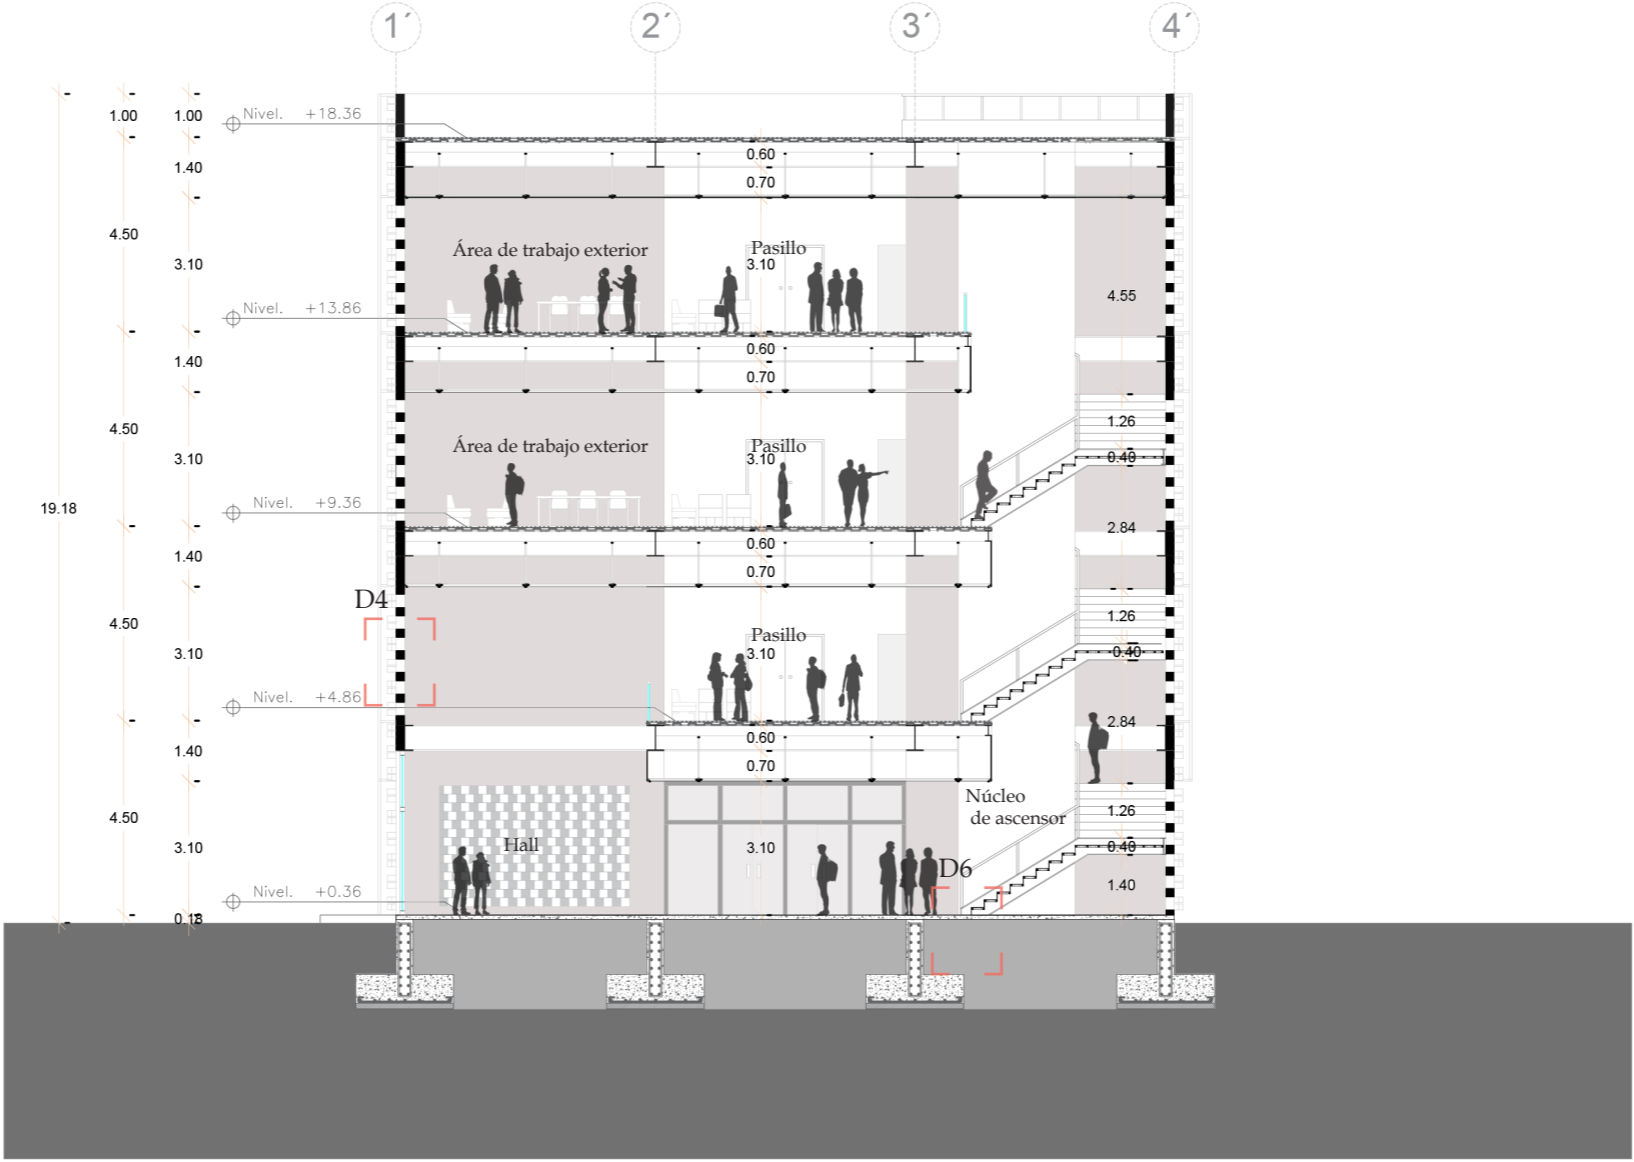 1´ 2´ 3´ 4´
1.00 1.00 Nivel. +18.36
0.60
1.40
0.70
4.50
Área de trabajo exterior Pasillo
3.10 3.10
4.55
Nivel. +13.86
0.60
1.40
0.70
1.26
4.50
Área de trabajo exterior Pasillo
3.10 3.10 0.40
19.18
Nivel. +9.36
2.84
0.60
1.40
0.70
D4
4.50 1.26
Pasillo
3.10 3.10 0.40
Nivel. +4.86
2.84
0.60
1.40
0.70
Núcleo
de ascensor
4.50 1.26
Hall
3.10 3.10 0.40
D6
1.40
Nivel. +0.36
0.18